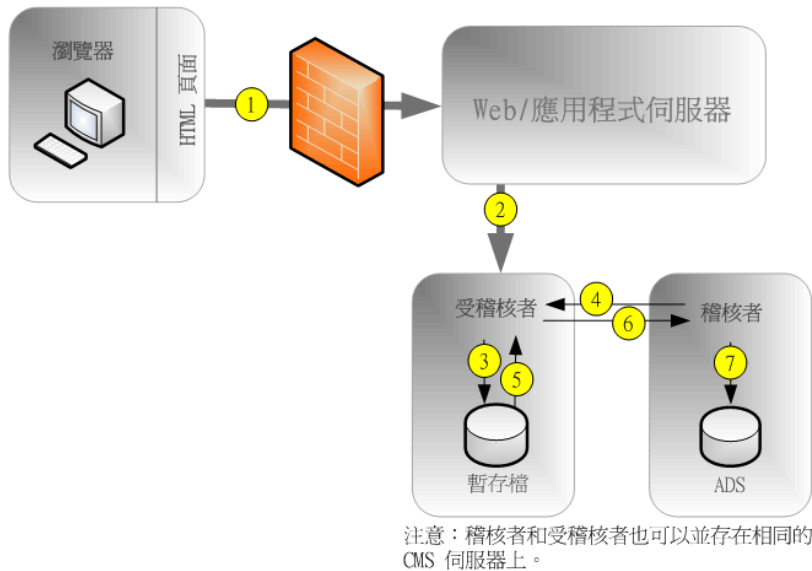 瀏覽器
HTML 頁面
1
Web/應用程式伺服器
2
受稽核者
4
6
稽核者
3
5
7
暫存檔
ADS
注意：稽核者和受稽核者也可以並存在相同的
CMS 伺服器上。